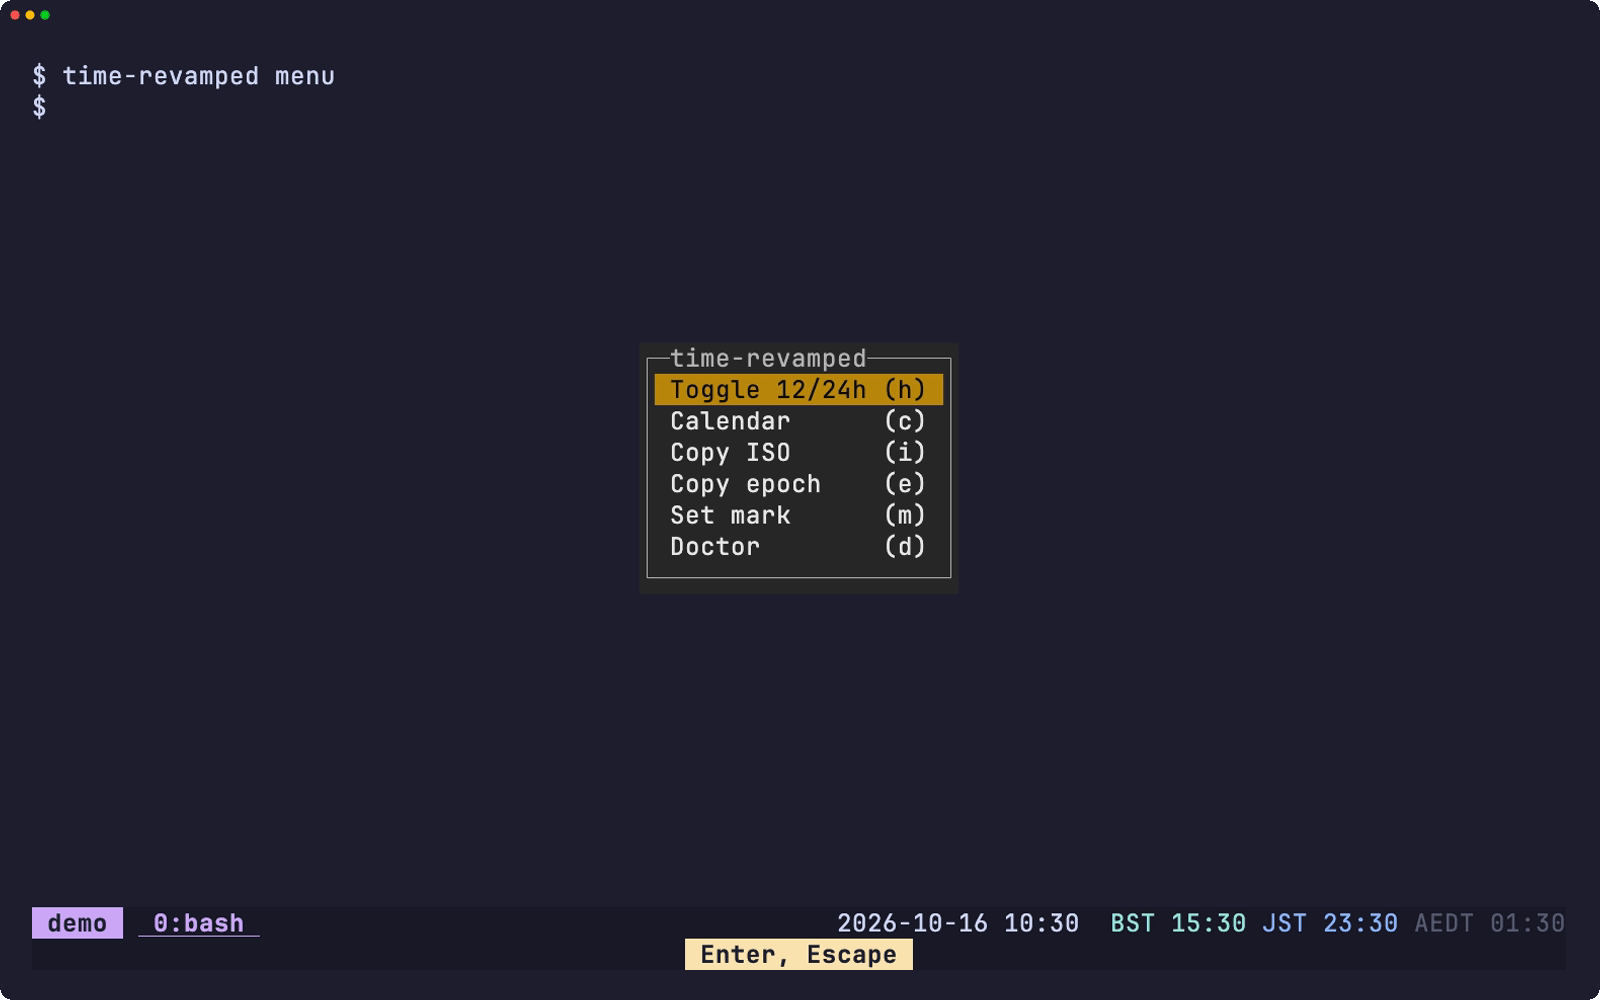 $ time-revamped menu
$
time-revamped
Toggle 12/24h (h)
Calendar (c)
Copy ISO (i)
Copy epoch (e)
Set mark (m)
Doctor (d)
demo 0:bash 2026-10-16 10:30 BST 15:30 JST 23:30 AEDT 01:30
Enter, Escape